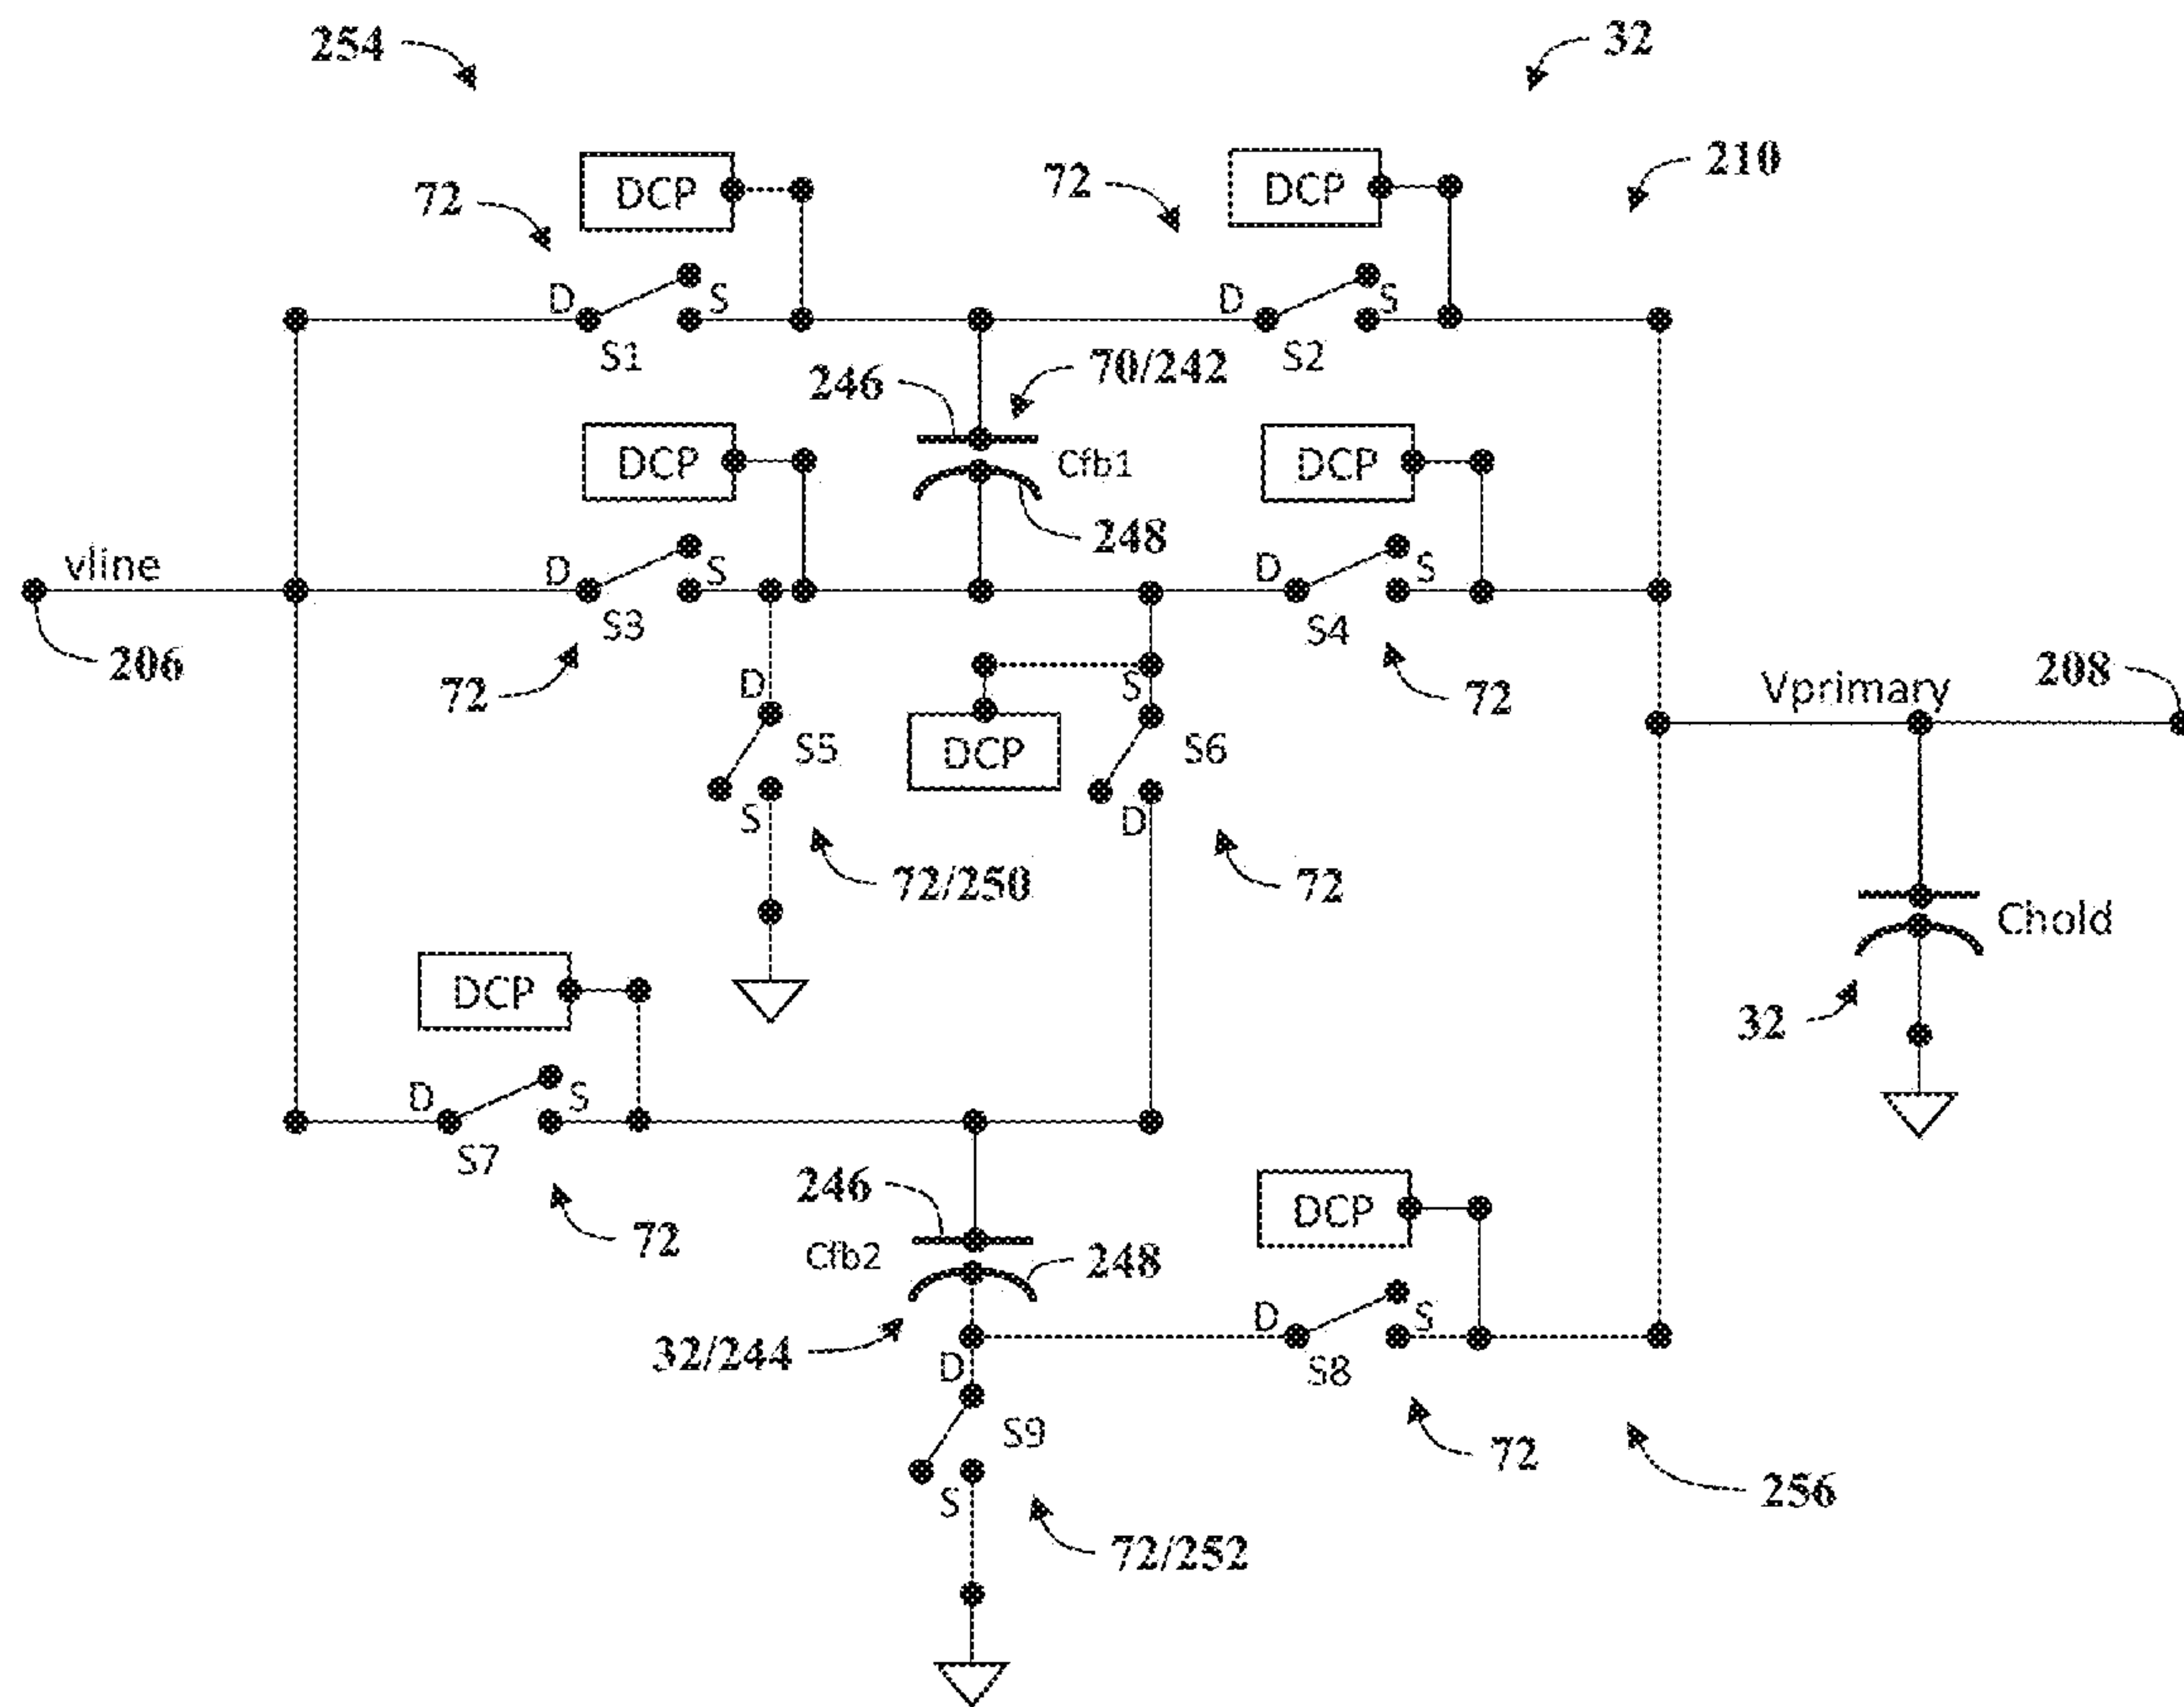 254
32
210
DCP
DCP
72
72
D
S
D
S
S1
S2
246
70/242
DCP
Cfb1
DCP
248
vline
D
S
D
S
S3
S4
206
72
D
S
72
Vprimary
208
S5
DCP
S6
S
D
72/250
72
Chold
DCP
32
D
S
S7
246
DCP
72
Cfb2
248
D
S
32/244
D
S8
S9
72
S
256
72/252